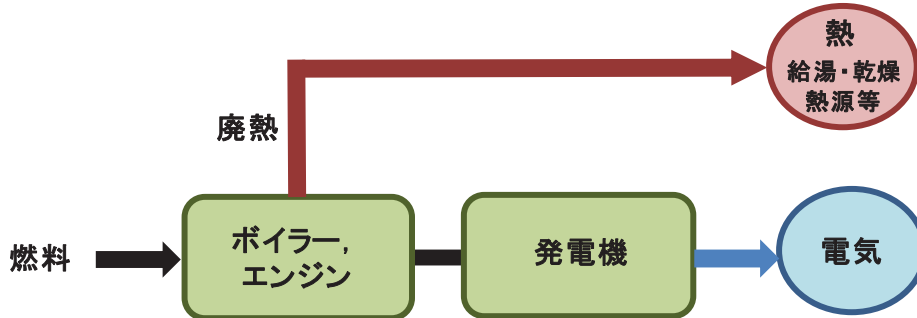 熱
給湯・乾燥
熱源等
廃熱
燃料
ボイラー,
エンジン
発電機
電気